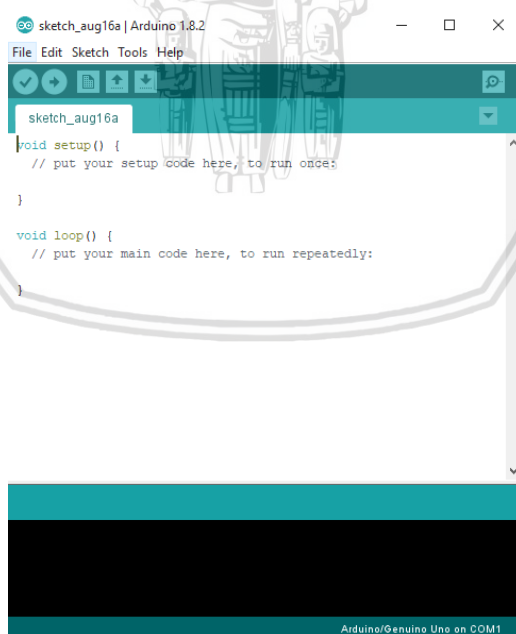 sketch_aug16a | Arduino 1.8.2
File Edit Sketch Tools Help
sketch_aug16a
void setup() {
// put your setup code here, to run once:
}
void loop() {
// put your main code here, to run repeatedly:
}
Arduino/Genuino Uno on COM1